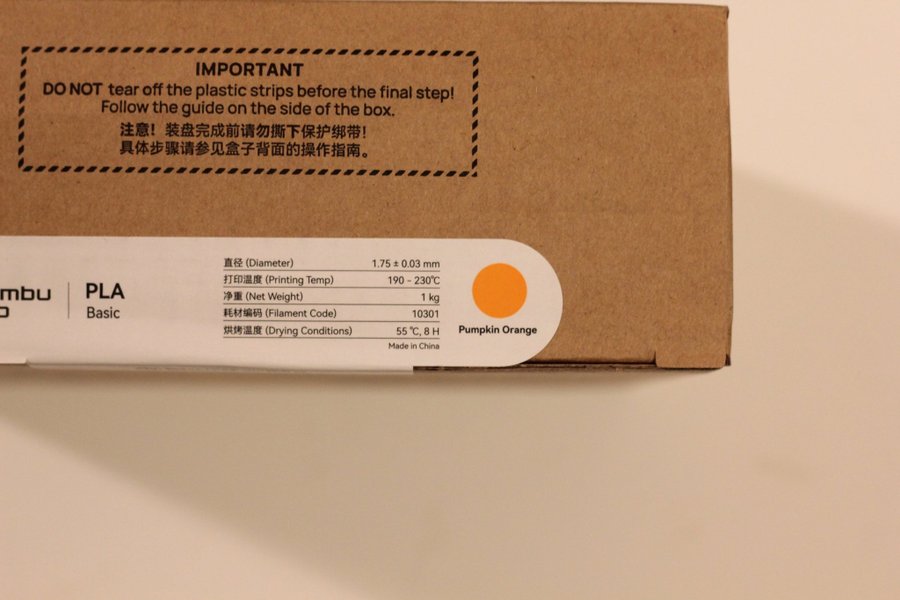 IMPORTANT
DO NOT tear off the plastic strips before the final step!
Follow the guide on the side of the box.
注意！装盘完成前请勿撕下保护绑带！
具体步骤请参见盒子背面的操作指南。
mbu
PLA
Basic
直径 (Diameter) 1.75 ± 0.03 mm
打印温度 (Printing Temp) 190 - 230℃
净重 (Net Weight) 1 kg
耗材编码 (Filament Code) 10301
烘烤温度 (Drying Conditions) 55 ℃, 8 H
Made in China
Pumpkin Orange